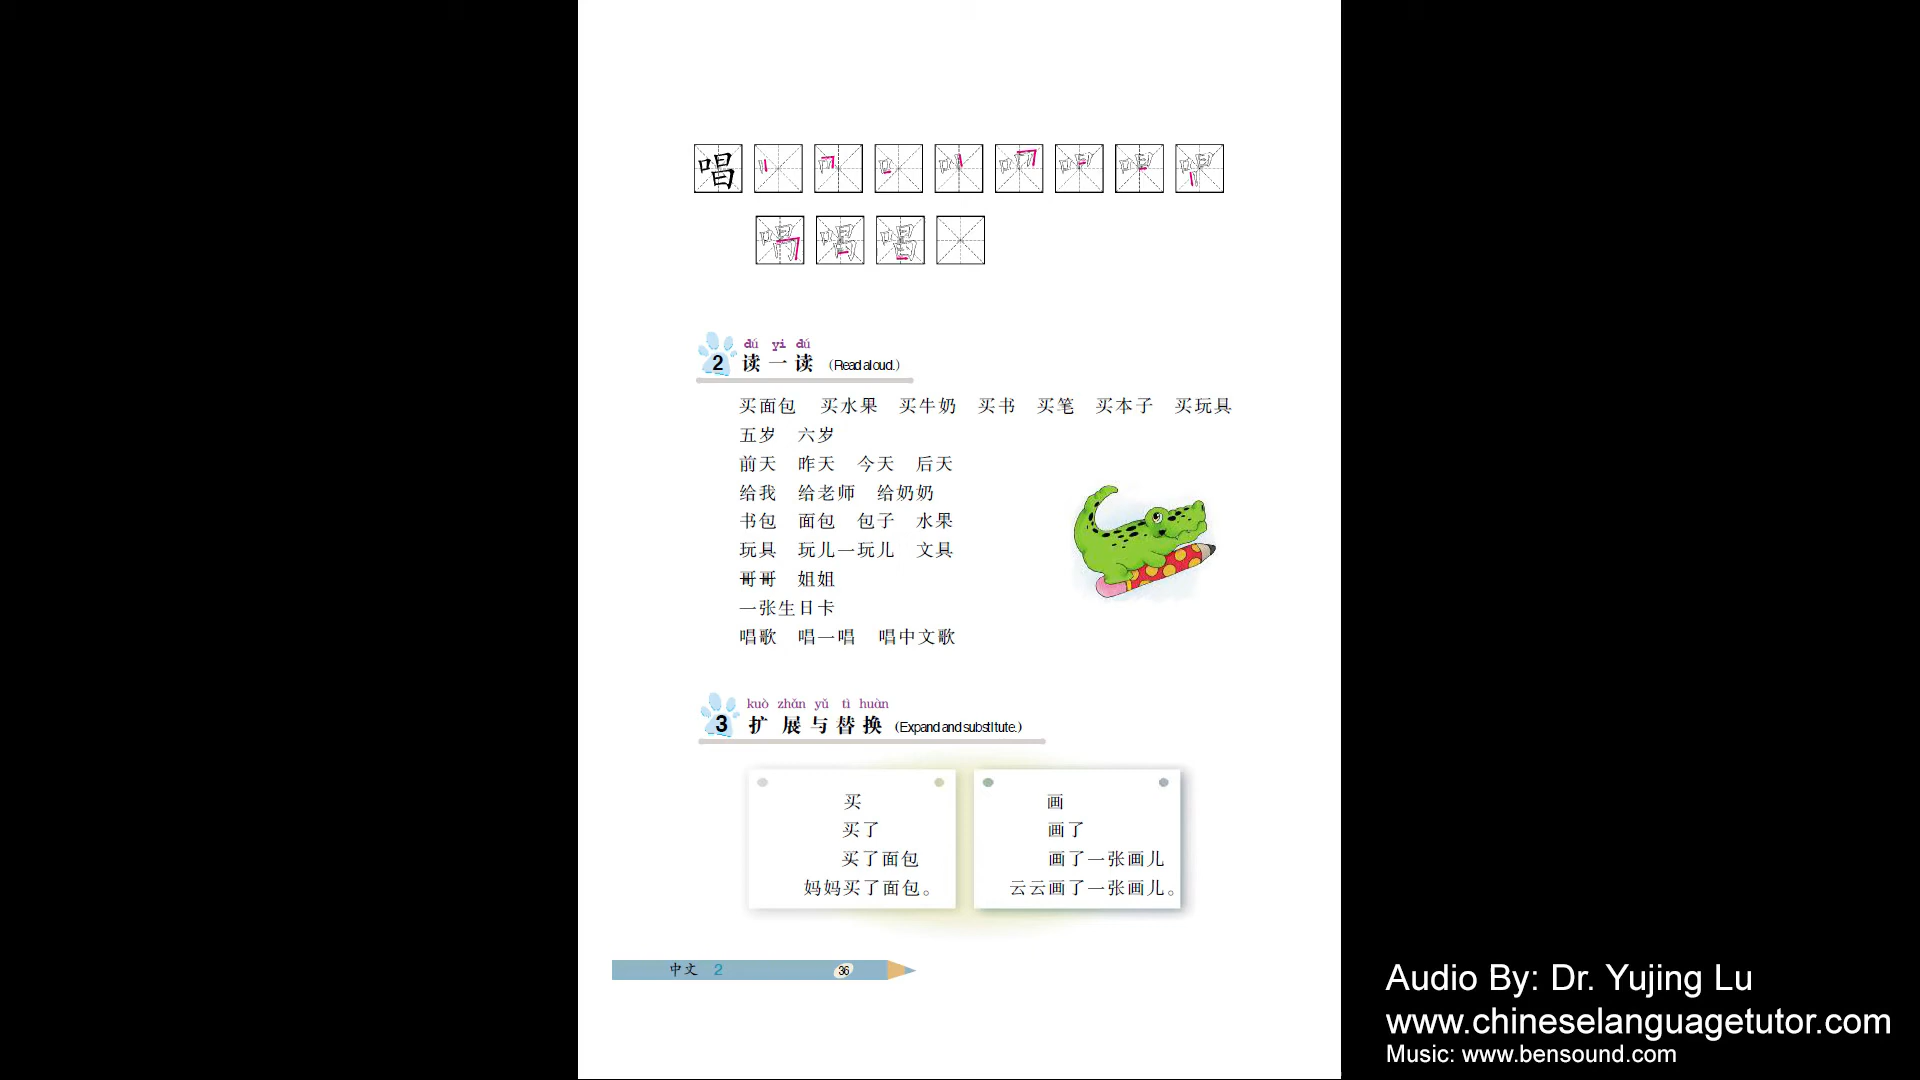 唱
dú yi dú
2 读一读 (Read aloud.)
买面包 买水果 买牛奶 买书 买笔 买本子 买玩具
五岁 六岁
前天 昨天 今天 后天
给我 给老师 给奶奶
书包 面包 包子 水果
玩具 玩儿一玩儿 文具
哥哥 姐姐
一张生日卡
唱歌 唱一唱 唱中文歌
kuò zhǎn yǔ tì huàn
3 扩展与替换 (Expand and substitute.)
买
买了
买了面包
妈妈买了面包。
画
画了
画了一张画儿
云云画了一张画儿。
中文 2 36
Audio By: Dr. Yujing Lu
www.chineselanguagetutor.com
Music: www.bensound.com